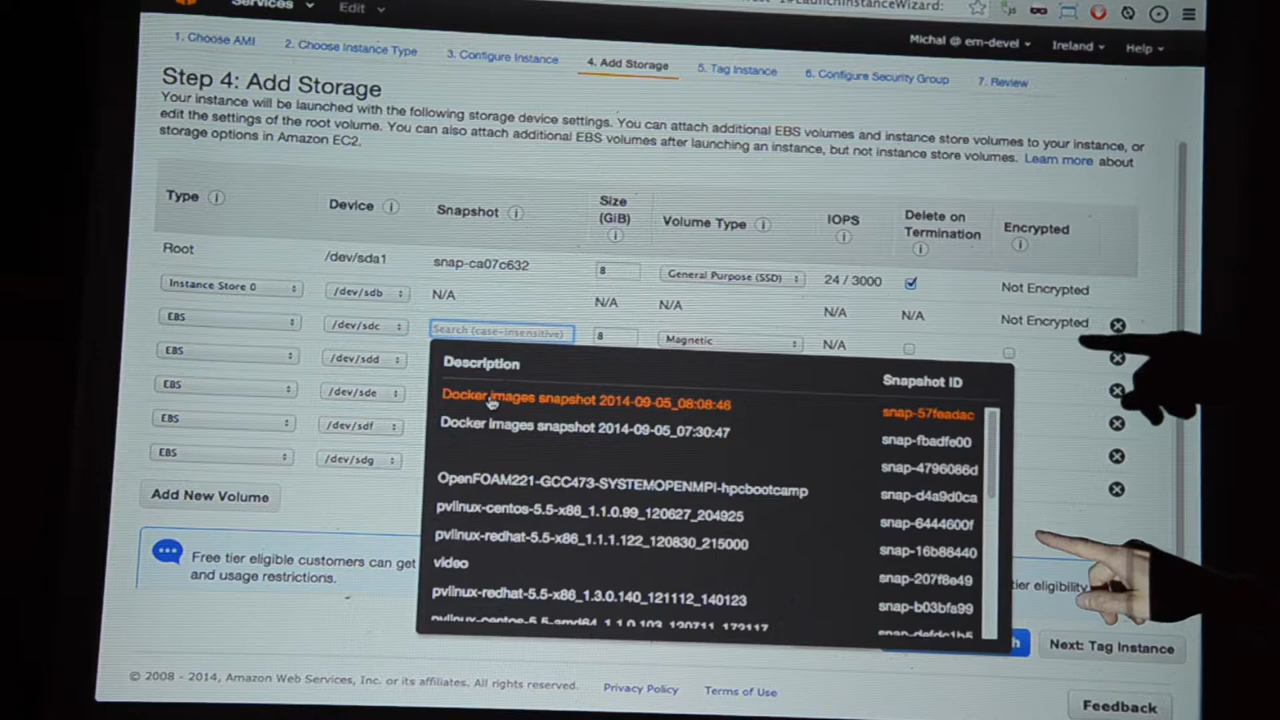 Services
Edit
Michal @ em-devel
Ireland
Help
1. Choose AMI
2. Choose Instance Type
3. Configure Instance
4. Add Storage
5. Tag Instance
6. Configure Security Group
7. Review
Step 4: Add Storage
Your instance will be launched with the following storage device settings. You can attach additional EBS volumes and instance store volumes to your instance, or
edit the settings of the root volume. You can also attach additional EBS volumes after launching an instance, but not instance store volumes. Learn more about
storage options in Amazon EC2.
Type
Device
Snapshot
Size (GiB)
Volume Type
IOPS
Delete on Termination
Encrypted
Root
/dev/sda1
snap-ca07c632
8
General Purpose (SSD)
24 / 3000
Not Encrypted
Instance Store 0
/dev/sdb
N/A
N/A
N/A
N/A
N/A
Not Encrypted
EBS
/dev/sdc
Search (case-insensitive)
8
Magnetic
N/A
EBS
/dev/sdd
EBS
/dev/sde
EBS
/dev/sdf
EBS
/dev/sdg
Description
Snapshot ID
Docker images snapshot 2014-09-05_08:08:46
snap-57feadac
Docker images snapshot 2014-09-05_07:30:47
snap-fbadfe00
snap-4796086d
OpenFOAM221-GCC473-SYSTEMOPENMPI-hpcbootcamp
snap-d4a9d0ca
pvlinux-centos-5.5-x86_1.1.0.99_120627_204925
snap-6444600f
pvlinux-redhat-5.5-x86_1.1.1.122_120830_215000
snap-16b86440
video
snap-207f8e49
pvlinux-redhat-5.5-x86_1.3.0.140_121112_140123
snap-b03bfa99
Add New Volume
Free tier eligible customers can get
tier eligibility
and usage restrictions.
Next: Tag Instance
© 2008 - 2014, Amazon Web Services, Inc. or its affiliates. All rights reserved.
Privacy Policy
Terms of Use
Feedback